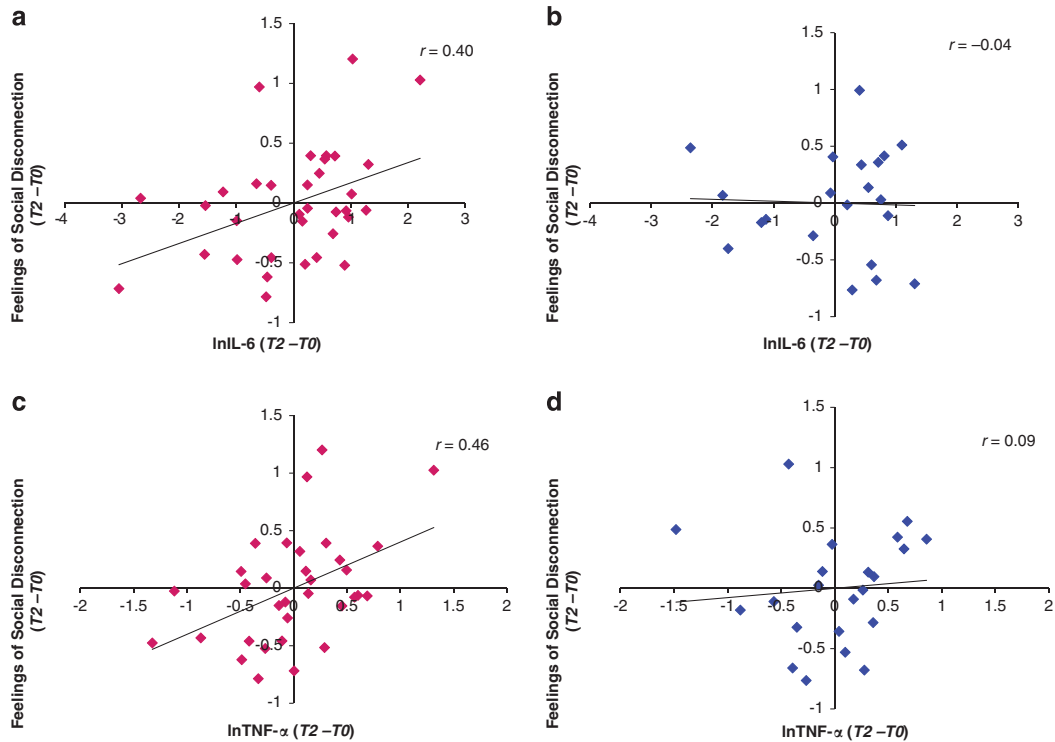 a
1.5
r = 0.40
1
0.5
0
-4
-3
-2
-1
0
1
2
3
-0.5
-1
Feelings of Social Disconnection
(T2 –T0)
lnIL-6 (T2 –T0)
b
1.5
r = –0.04
1
0.5
0
-4
-3
-2
-1
0
1
2
3
-0.5
-1
Feelings of Social Disconnection
(T2 –T0)
lnIL-6 (T2 –T0)
c
1.5
r = 0.46
1
0.5
0
-2
-1.5
-1
-0.5
0
0.5
1
1.5
2
-0.5
-1
Feelings of Social Disconnection
(T2–T0)
lnTNF-α (T2 –T0)
d
1.5
r = 0.09
1
0.5
0
-2
-1.5
-1
-0.5
0
0.5
1
1.5
2
-0.5
-1
Feelings of Social Disconnection
(T2–T0)
lnTNF-α (T2 –T0)